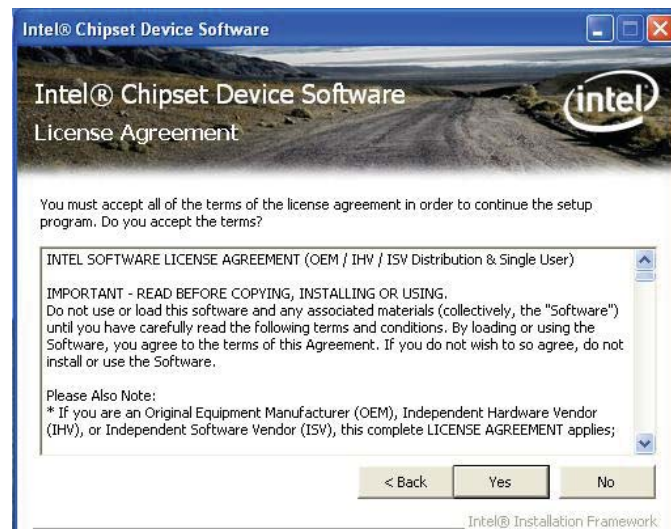 Intel® Chipset Device Software
Intel® Chipset Device Software
License Agreement
intel
You must accept all of the terms of the license agreement in order to continue the setup
program. Do you accept the terms?
INTEL SOFTWARE LICENSE AGREEMENT (OEM / IHV / ISV Distribution & Single User)
IMPORTANT - READ BEFORE COPYING, INSTALLING OR USING.
Do not use or load this software and any associated materials (collectively, the "Software")
until you have carefully read the following terms and conditions. By loading or using the
Software, you agree to the terms of this Agreement. If you do not wish to so agree, do not
install or use the Software.
Please Also Note:
* If you are an Original Equipment Manufacturer (OEM), Independent Hardware Vendor
(IHV), or Independent Software Vendor (ISV), this complete LICENSE AGREEMENT applies;
< Back Yes No
Intel® Installation Framework